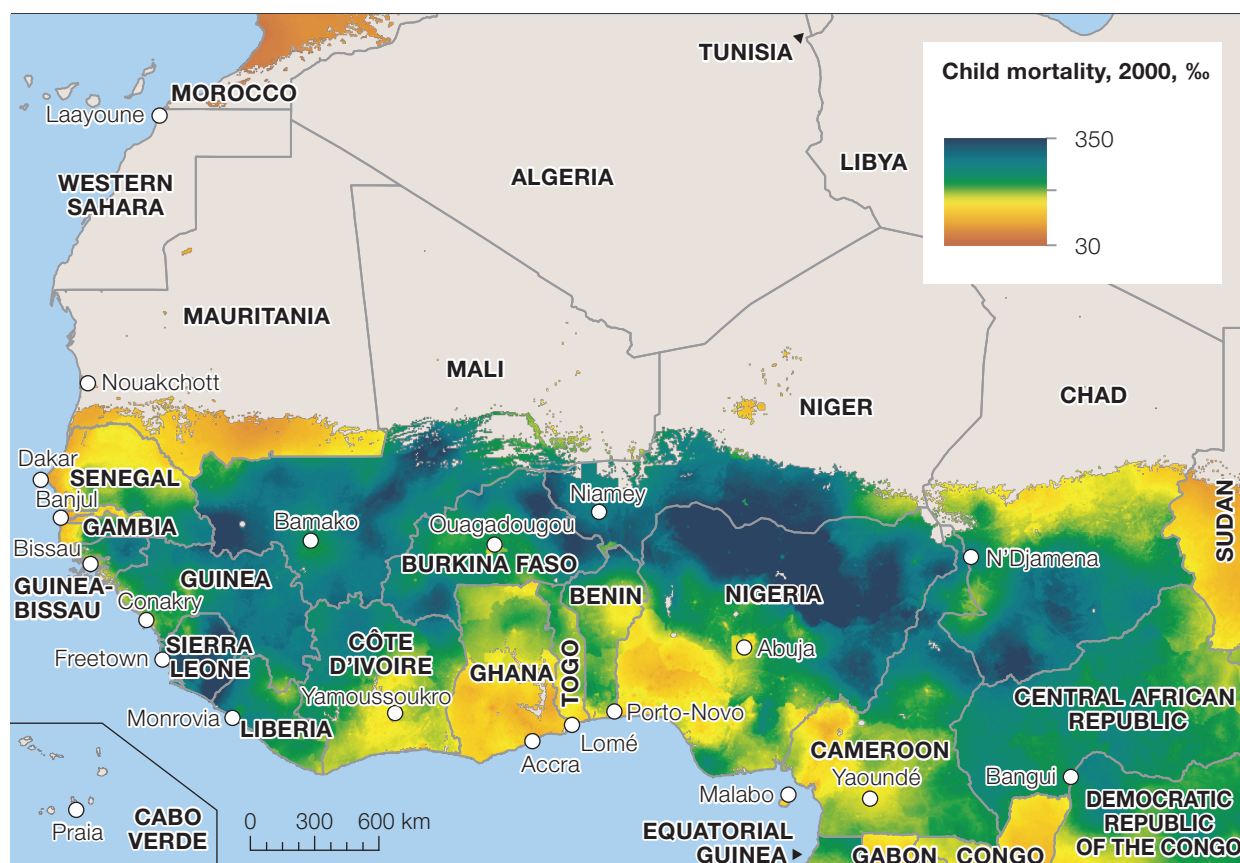 TUNISIA
Child mortality, 2000, ‰
350
30
MOROCCO
Laayoune
LIBYA
ALGERIA
WESTERN
SAHARA
MAURITANIA
MALI
NIGER
CHAD
Nouakchott
Dakar
SENEGAL
Banjul
GAMBIA
Bissau
GUINEA-
BISSAU
GUINEA
Conakry
SIERRA
LEONE
Freetown
Monrovia
LIBERIA
Bamako
Ouagadougou
BURKINA FASO
Niamey
BENIN
NIGERIA
N'Djamena
SUDAN
CÔTE
D'IVOIRE
Yamoussoukro
GHANA
TOGO
Abuja
Porto-Novo
Lomé
Accra
CENTRAL AFRICAN
REPUBLIC
CAMEROON
Yaoundé
Bangui
Malabo
DEMOCRATIC
REPUBLIC
OF THE CONGO
EQUATORIAL
GUINEA
GABON
CONGO
Praia
CABO
VERDE
0 300 600 km